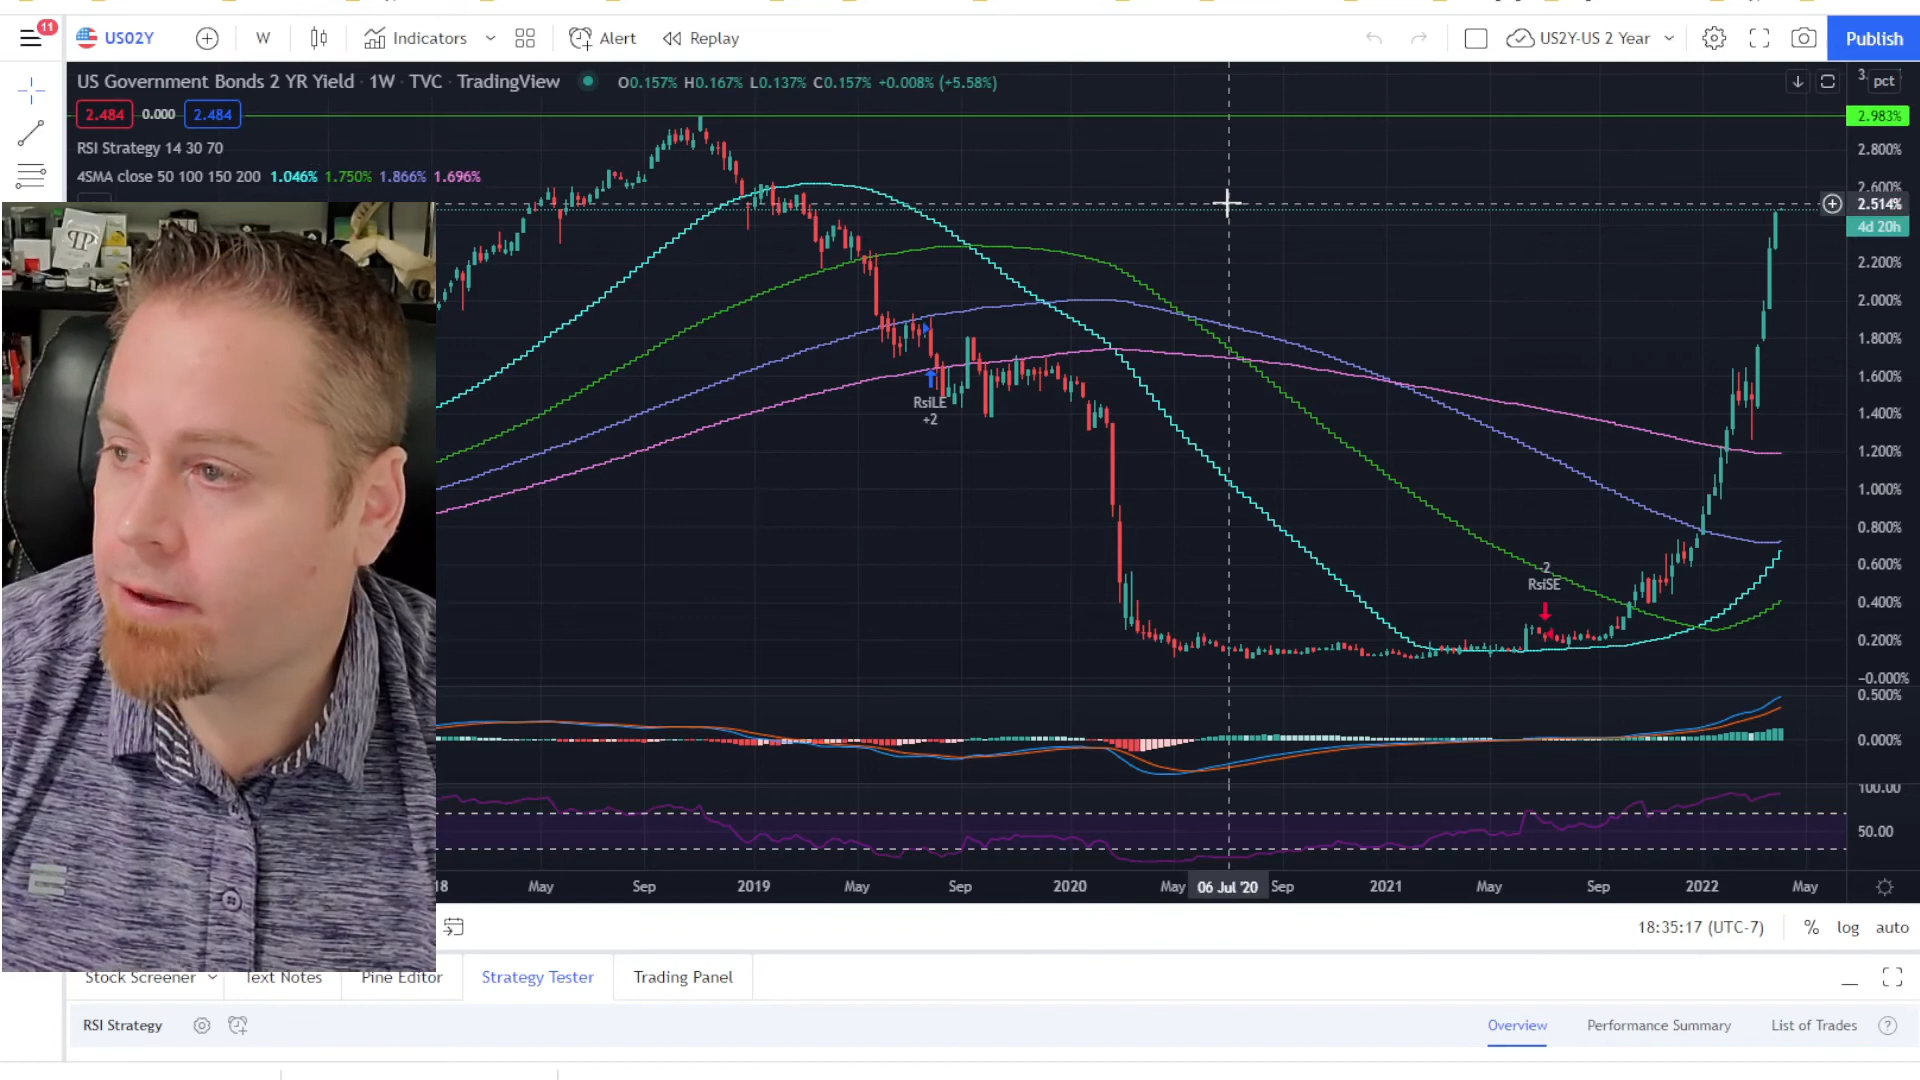 11
US02Y
W
Indicators
Alert
Replay
US2Y-US 2 Year
Publish
US Government Bonds 2 YR Yield · 1W · TVC · TradingView
O0.157% H0.167% L0.137% C0.157% +0.008% (+5.58%)
pct
2.484 0.000 2.484
RSI Strategy 14 30 70
4SMA close 50 100 150 200 1.046% 1.750% 1.866% 1.696%
2.983%
2.800%
2.600%
2.514%
4d 20h
2.200%
2.000%
1.800%
1.600%
1.400%
1.200%
1.000%
0.800%
0.600%
0.400%
0.200%
-0.000%
RsiLE
+2
-2
RsiSE
0.500%
0.000%
100.00
50.00
18 May Sep 2019 May Sep 2020 May 06 Jul '20 Sep 2021 May Sep 2022 May
18:35:17 (UTC-7) % log auto
Stock Screener Text Notes Pine Editor Strategy Tester Trading Panel
RSI Strategy
Overview Performance Summary List of Trades